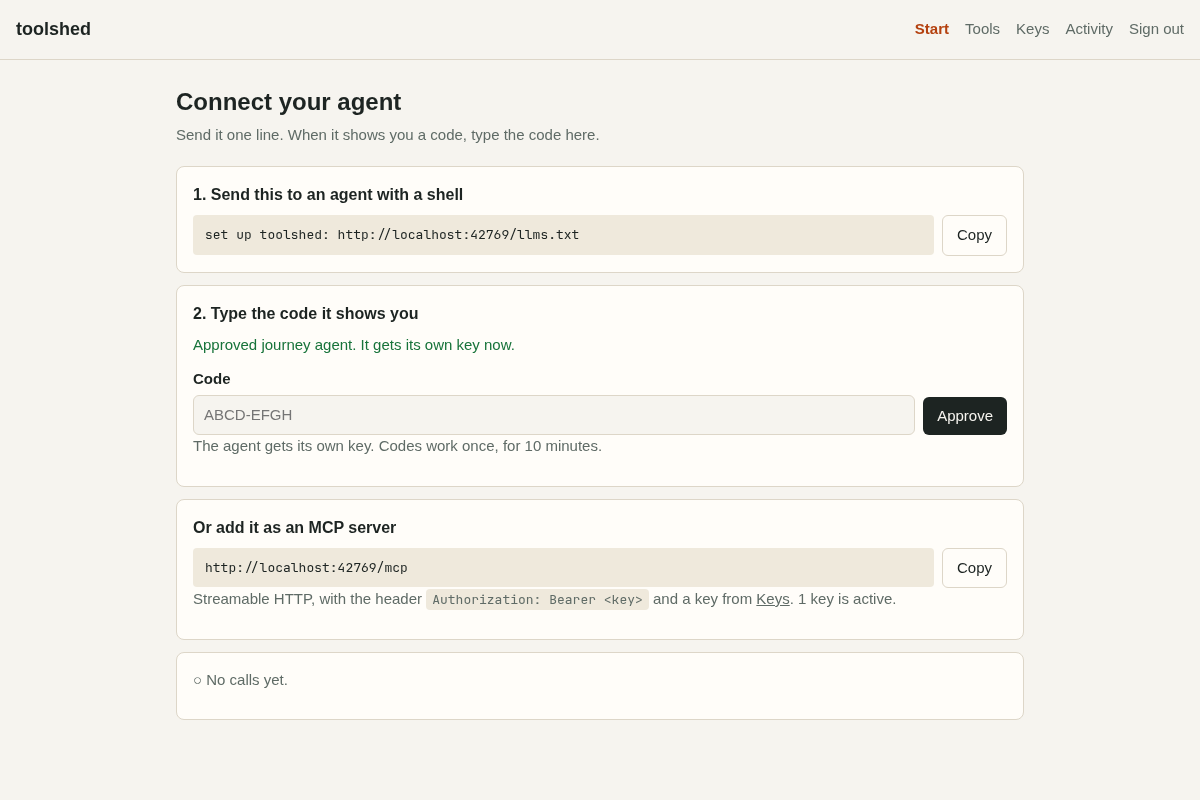 toolshed
Start Tools Keys Activity Sign out
Connect your agent
Send it one line. When it shows you a code, type the code here.
1. Send this to an agent with a shell
set up toolshed: http://localhost:42769/llms.txt
Copy
2. Type the code it shows you
Approved journey agent. It gets its own key now.
Code
ABCD-EFGH
Approve
The agent gets its own key. Codes work once, for 10 minutes.
Or add it as an MCP server
http://localhost:42769/mcp
Copy
Streamable HTTP, with the header Authorization: Bearer <key> and a key from Keys. 1 key is active.
○ No calls yet.